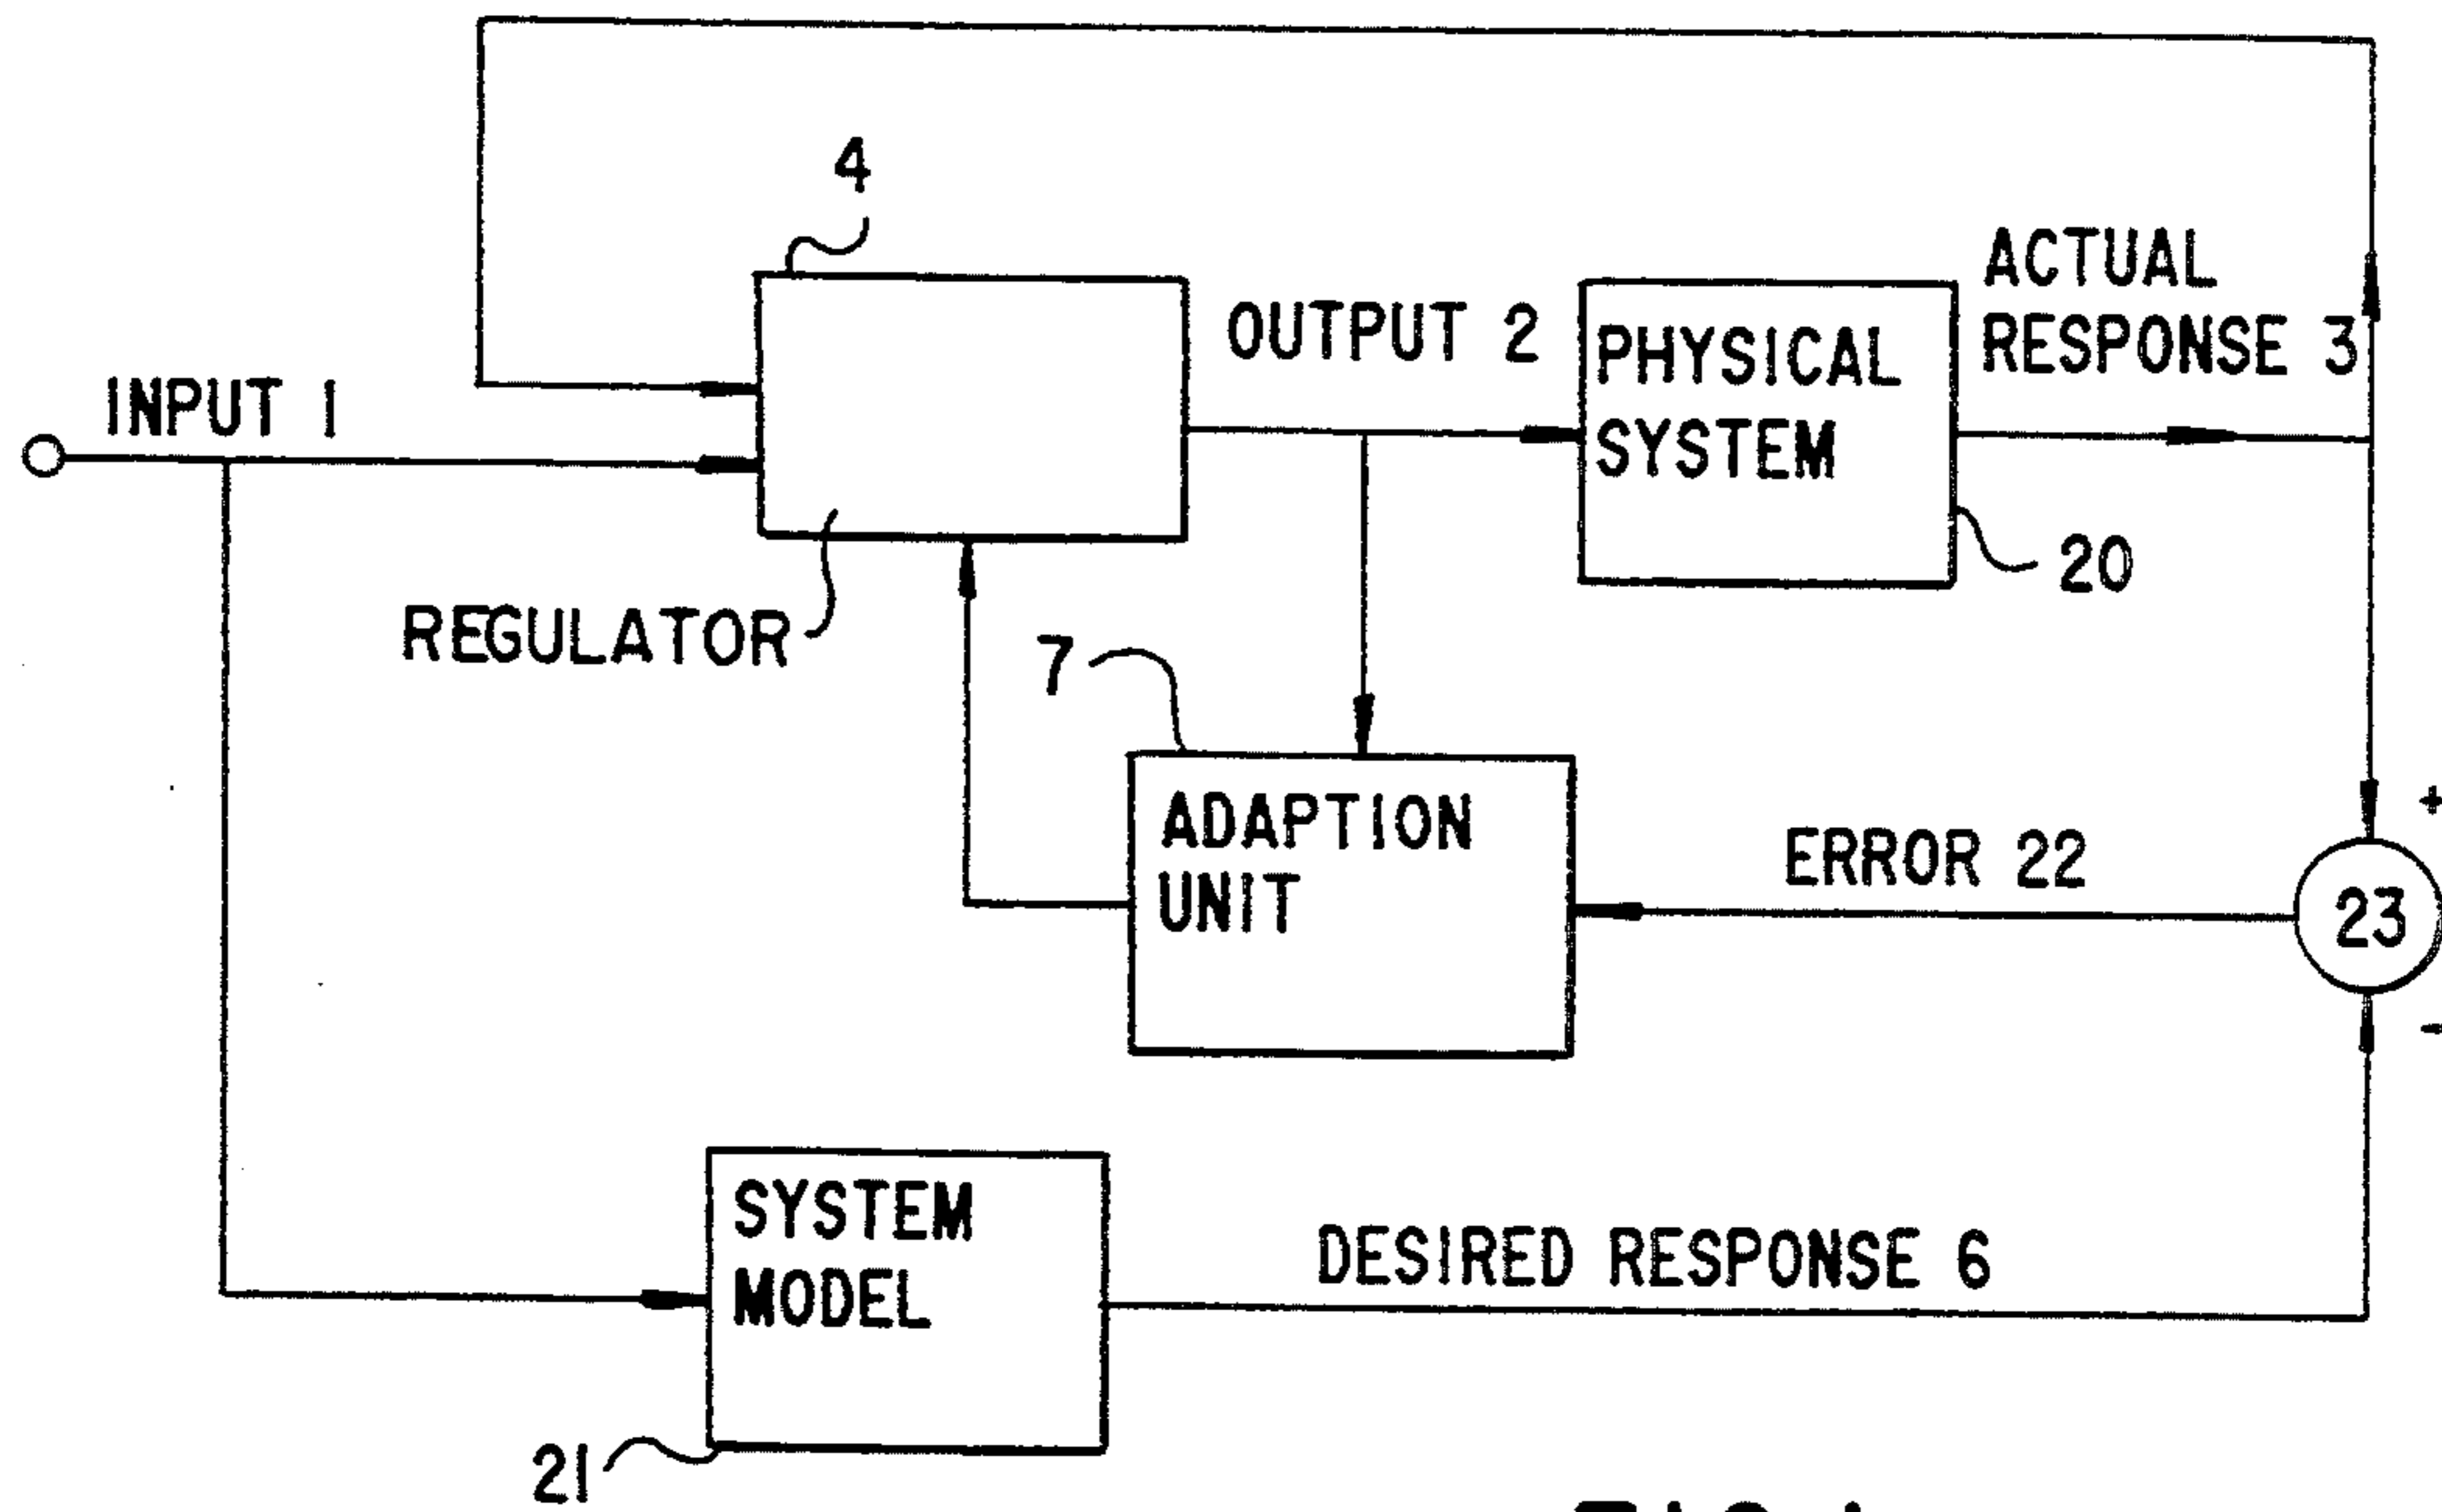 4
ACTUAL
RESPONSE 3
OUTPUT 2
PHYSICAL
SYSTEM
INPUT 1
20
REGULATOR
7
+
ADAPTION
UNIT
ERROR 22
23
-
SYSTEM
MODEL
DESIRED RESPONSE 6
21